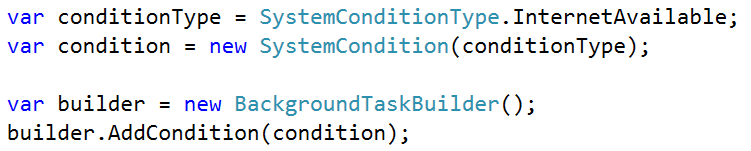 var conditionType = SystemConditionType.InternetAvailable;
var condition = new SystemCondition(conditionType);
var builder = new BackgroundTaskBuilder();
builder.AddCondition(condition);